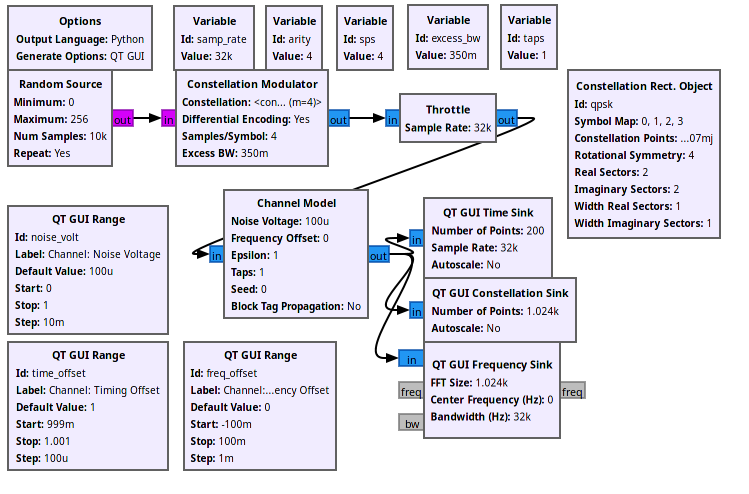 Options
Output Language: Python
Generate Options: QT GUI
Variable
Id: samp_rate
Value: 32k
Variable
Id: arity
Value: 4
Variable
Id: sps
Value: 4
Variable
Id: excess_bw
Value: 350m
Variable
Id: taps
Value: 1
Random Source
Minimum: 0
Maximum: 256
Num Samples: 10k
Repeat: Yes
out
in
Constellation Modulator
Constellation: <con... (m=4)>
Differential Encoding: Yes
Samples/Symbol: 4
Excess BW: 350m
out
in
Throttle
Sample Rate: 32k
out
Constellation Rect. Object
Id: qpsk
Symbol Map: 0, 1, 2, 3
Constellation Points: ...07mj
Rotational Symmetry: 4
Real Sectors: 2
Imaginary Sectors: 2
Width Real Sectors: 1
Width Imaginary Sectors: 1
QT GUI Range
Id: noise_volt
Label: Channel: Noise Voltage
Default Value: 100u
Start: 0
Stop: 1
Step: 10m
in
Channel Model
Noise Voltage: 100u
Frequency Offset: 0
Epsilon: 1
Taps: 1
Seed: 0
Block Tag Propagation: No
out
in
QT GUI Time Sink
Number of Points: 200
Sample Rate: 32k
Autoscale: No
in
QT GUI Constellation Sink
Number of Points: 1.024k
Autoscale: No
in
freq
bw
QT GUI Frequency Sink
FFT Size: 1.024k
Center Frequency (Hz): 0
Bandwidth (Hz): 32k
freq
QT GUI Range
Id: time_offset
Label: Channel: Timing Offset
Default Value: 1
Start: 999m
Stop: 1.001
Step: 100u
QT GUI Range
Id: freq_offset
Label: Channel:...ency Offset
Default Value: 0
Start: -100m
Stop: 100m
Step: 1m